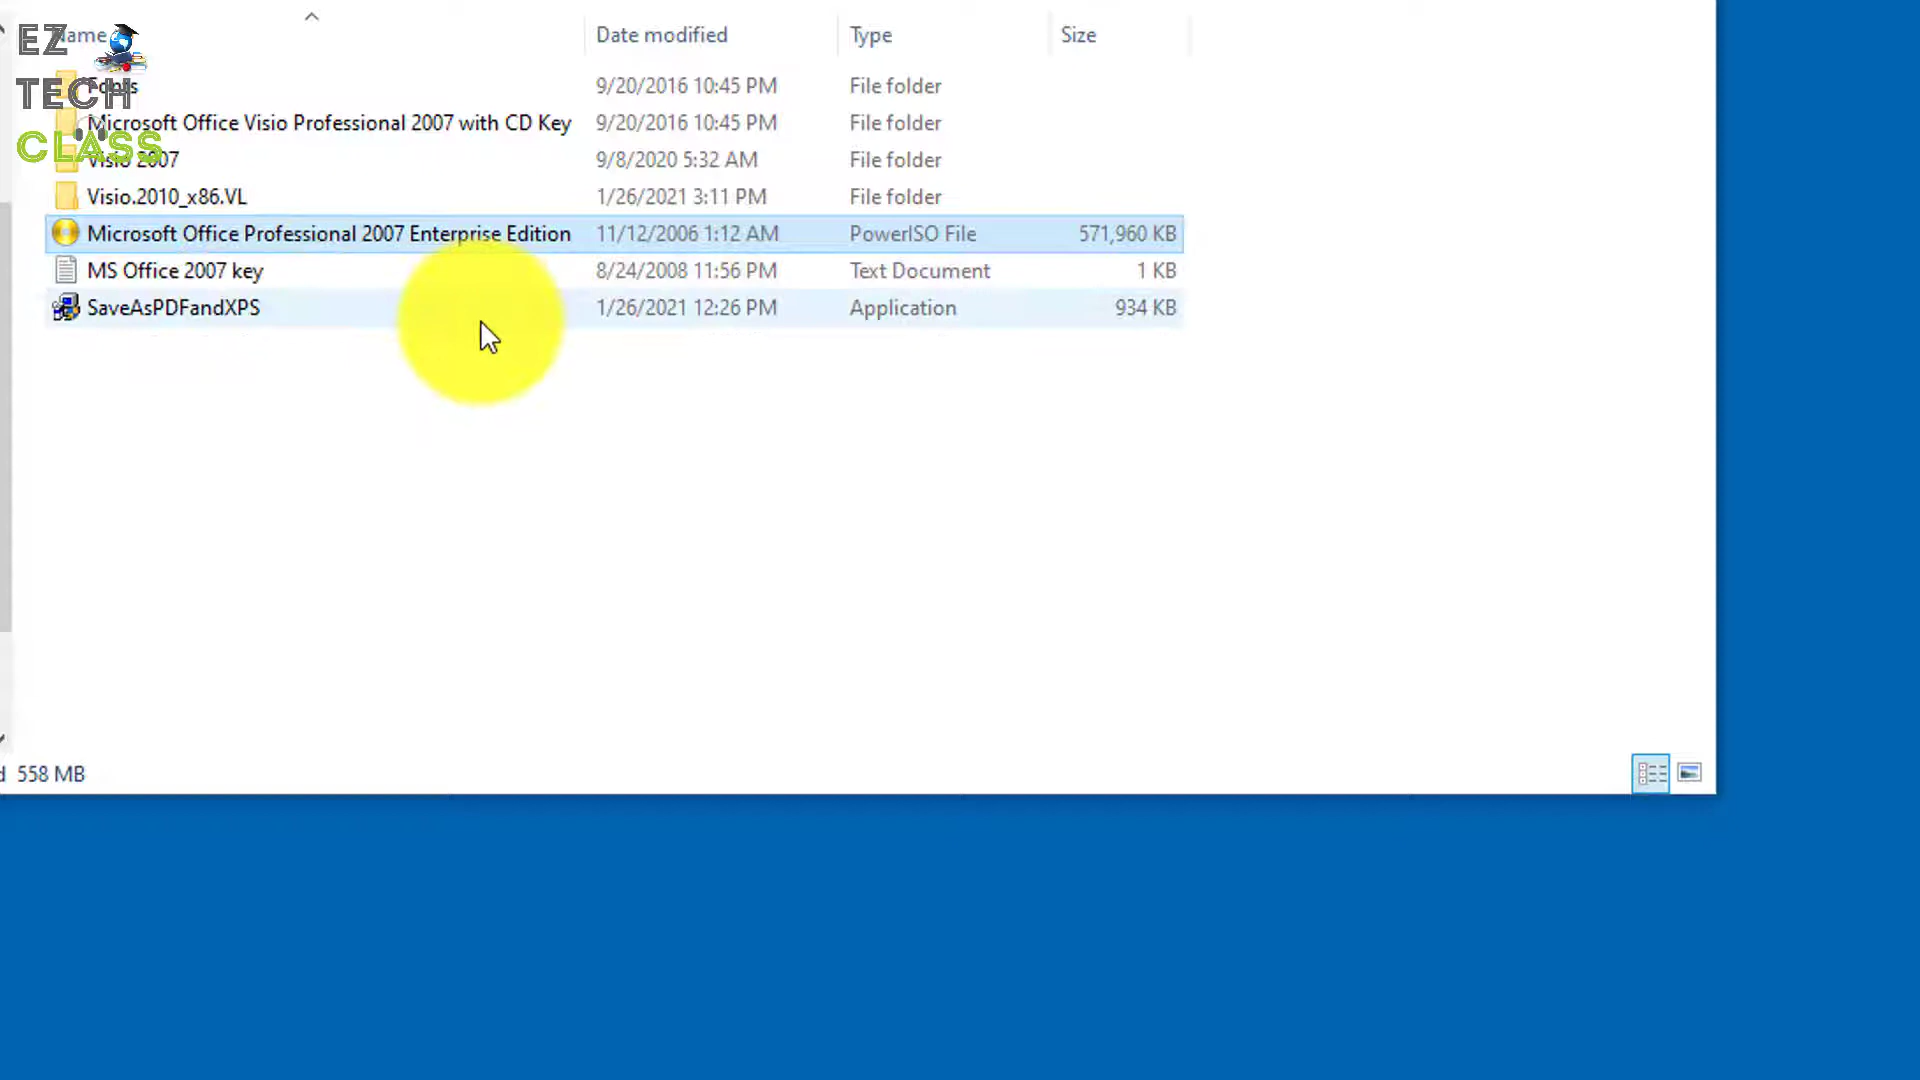 EZ
TECH
CLASS
Name Date modified Type Size
Fonts 9/20/2016 10:45 PM File folder
Microsoft Office Visio Professional 2007 with CD Key 9/20/2016 10:45 PM File folder
Visio 2007 9/8/2020 5:32 AM File folder
Visio.2010_x86.VL 1/26/2021 3:11 PM File folder
Microsoft Office Professional 2007 Enterprise Edition 11/12/2006 1:12 AM PowerISO File 571,960 KB
MS Office 2007 key 8/24/2008 11:56 PM Text Document 1 KB
SaveAsPDFandXPS 1/26/2021 12:26 PM Application 934 KB
558 MB